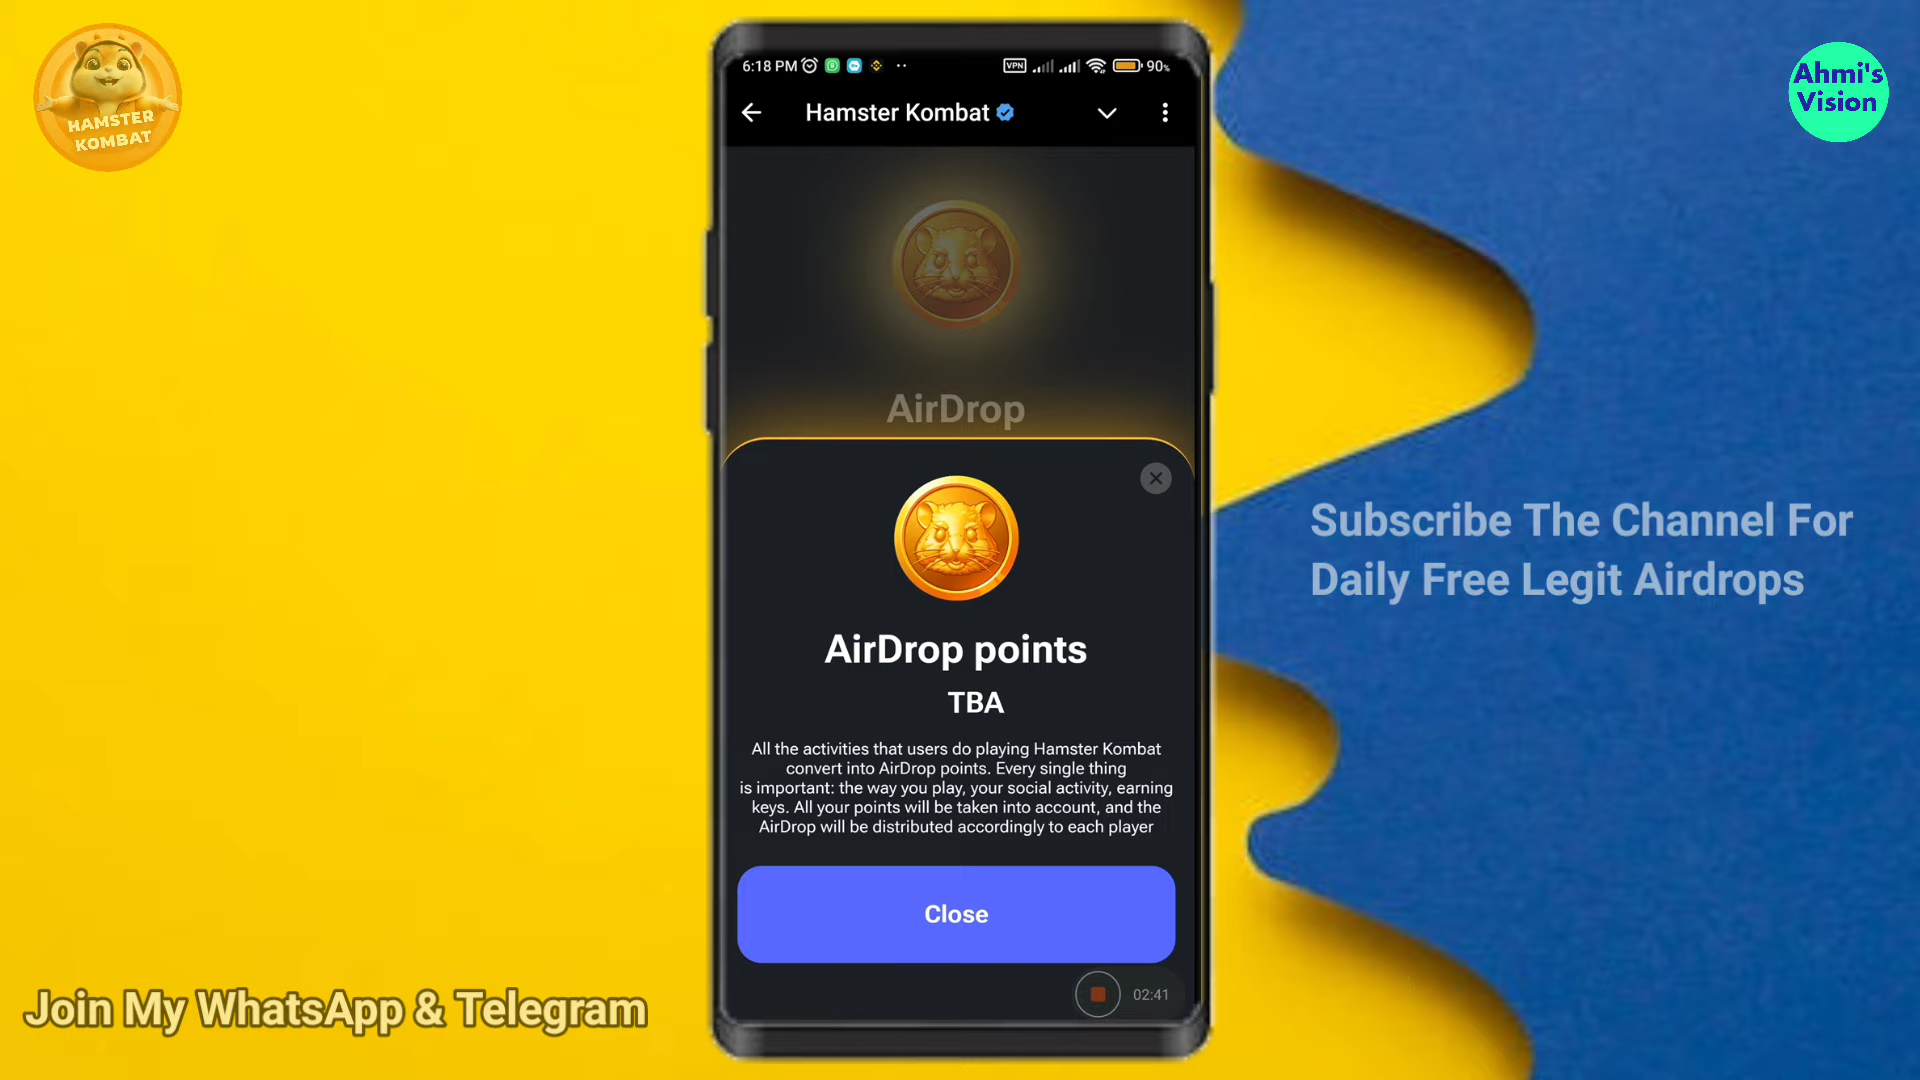 HAMSTER
KOMBAT
Ahmi's
Vision
6:18 PM
VPN
90%
Hamster Kombat
AirDrop
AirDrop points
TBA
All the activities that users do playing Hamster Kombat
convert into AirDrop points. Every single thing
is important: the way you play, your social activity, earning
keys. All your points will be taken into account, and the
AirDrop will be distributed accordingly to each player
Close
02:41
Subscribe The Channel For
Daily Free Legit Airdrops
Join My WhatsApp & Telegram